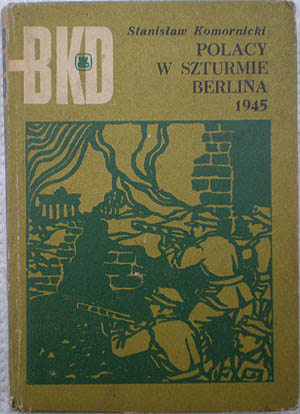 BKD
Stanisław Komornicki
POLACY
W SZTURMIE
BERLINA
1945